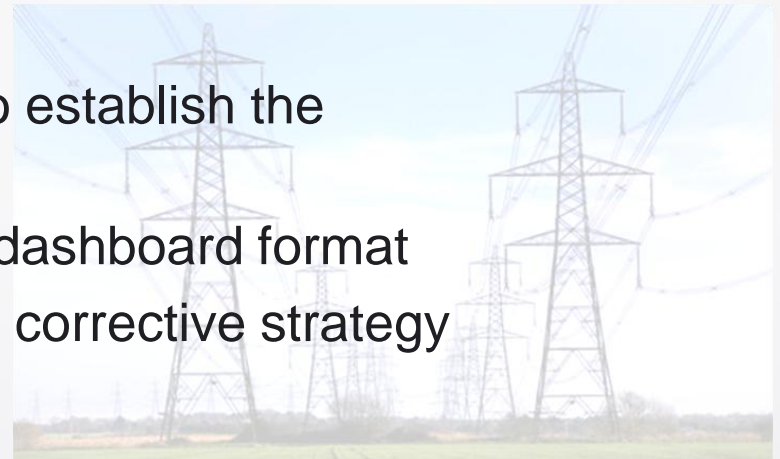 establish the
dashboard format
corrective strategy